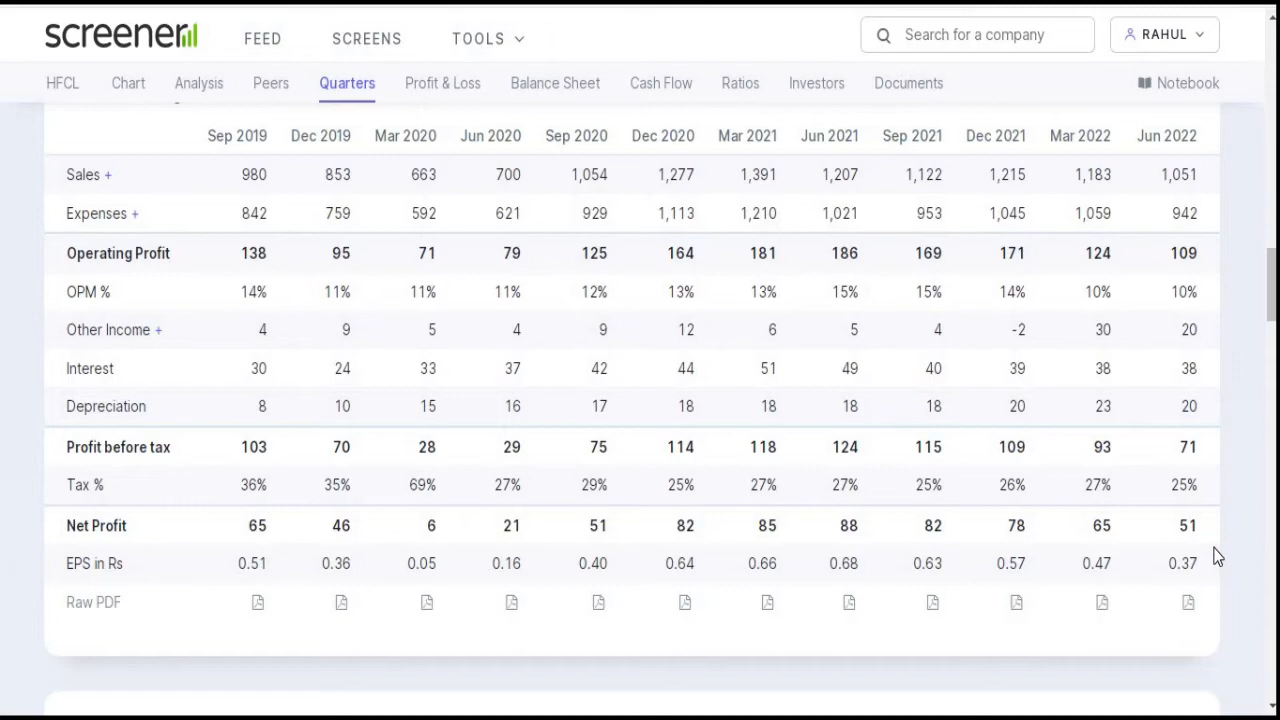 screener FEED SCREENS TOOLS Search for a company RAHUL
HFCL Chart Analysis Peers Quarters Profit & Loss Balance Sheet Cash Flow Ratios Investors Documents Notebook
Sep 2019 Dec 2019 Mar 2020 Jun 2020 Sep 2020 Dec 2020 Mar 2021 Jun 2021 Sep 2021 Dec 2021 Mar 2022 Jun 2022
Sales + 980 853 663 700 1,054 1,277 1,391 1,207 1,122 1,215 1,183 1,051
Expenses + 842 759 592 621 929 1,113 1,210 1,021 953 1,045 1,059 942
Operating Profit 138 95 71 79 125 164 181 186 169 171 124 109
OPM % 14% 11% 11% 11% 12% 13% 13% 15% 15% 14% 10% 10%
Other Income + 4 9 5 4 9 12 6 5 4 -2 30 20
Interest 30 24 33 37 42 44 51 49 40 39 38 38
Depreciation 8 10 15 16 17 18 18 18 18 20 23 20
Profit before tax 103 70 28 29 75 114 118 124 115 109 93 71
Tax % 36% 35% 69% 27% 29% 25% 27% 27% 25% 26% 27% 25%
Net Profit 65 46 6 21 51 82 85 88 82 78 65 51
EPS in Rs 0.51 0.36 0.05 0.16 0.40 0.64 0.66 0.68 0.63 0.57 0.47 0.37
Raw PDF